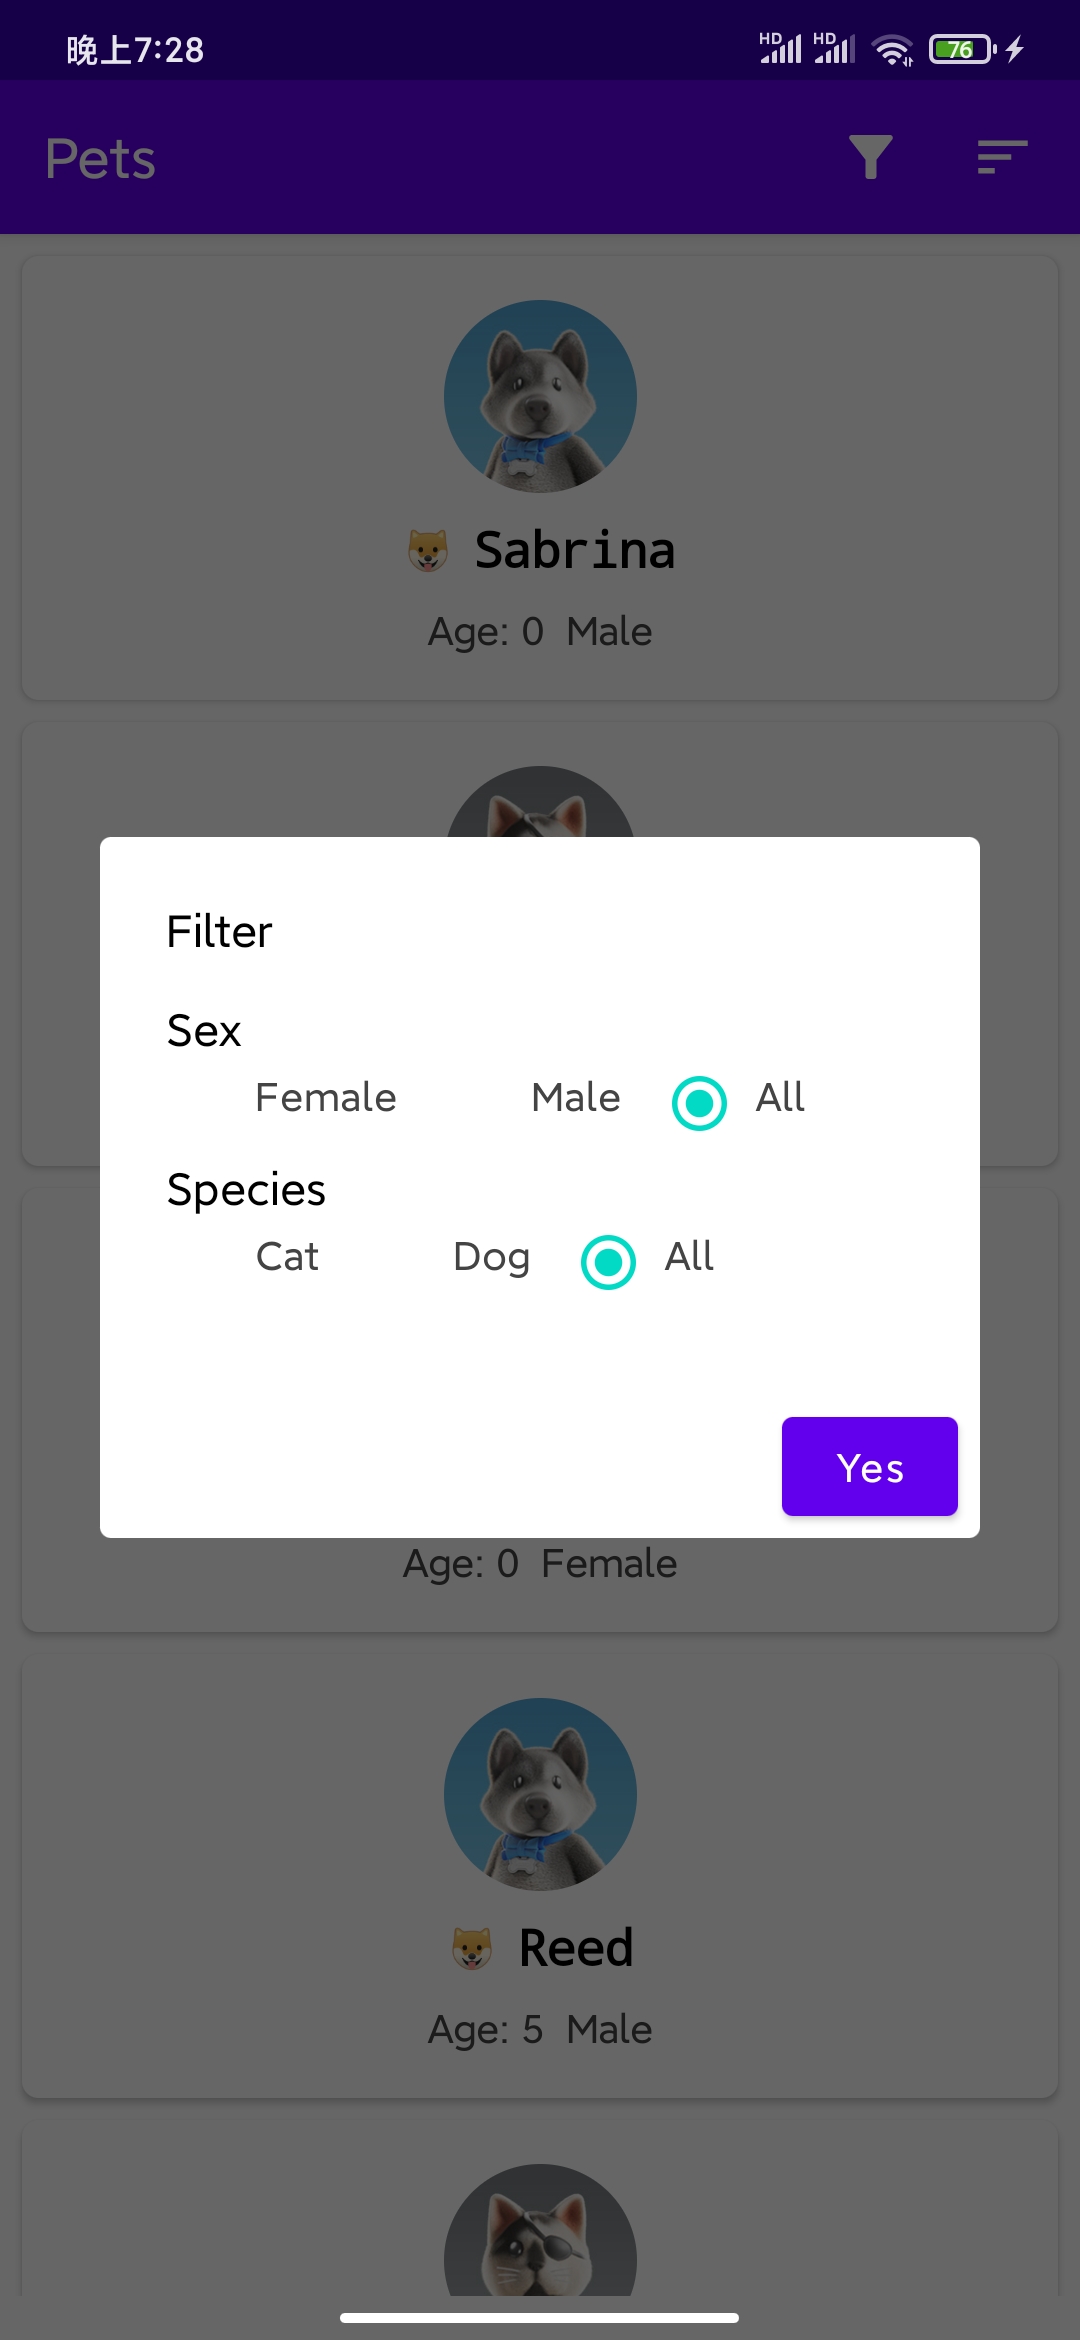 晚上7:28 HD HD 76
Pets
Sabrina
Age: 0 Male
Filter
Sex
Female Male All
Species
Cat Dog All
Yes
Age: 0 Female
Reed
Age: 5 Male